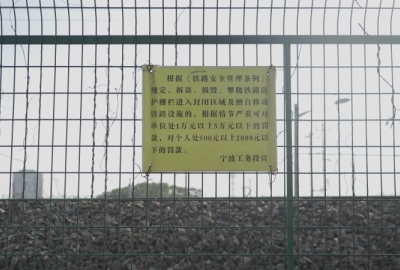 根据《铁路安全管理条例》
规定，拆盗、损毁、攀爬铁路防
护栅栏进入封闭区域及擅自移动
铁路设施的，根据情节严重可对
单位处1万元以上5万元以下的罚
款，对个人处500元以上2000元以
下的罚款。
宁波工务段宣